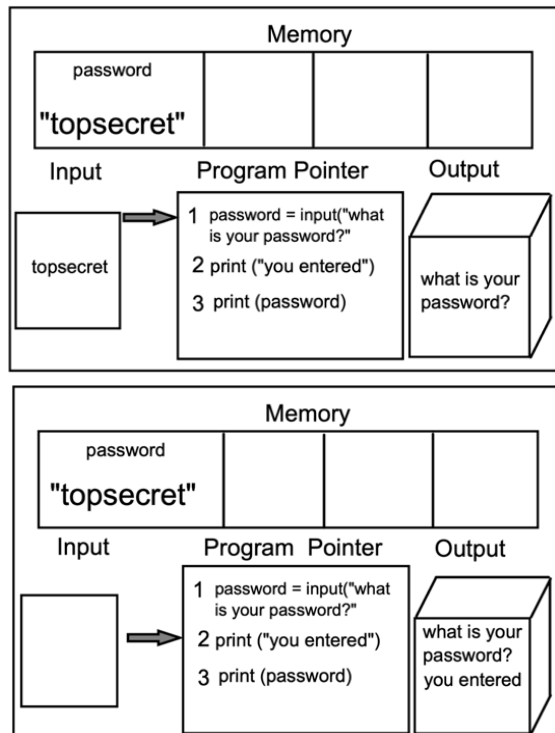 Memory
password
"topsecret"
Input Program Pointer Output
topsecret
1 password = input("what
is your password?"
2 print ("you entered")
3 print (password)
what is your
password?
Memory
password
"topsecret"
Input Program Pointer Output
1 password = input("what
is your password?"
2 print ("you entered")
3 print (password)
what is your
password?
you entered